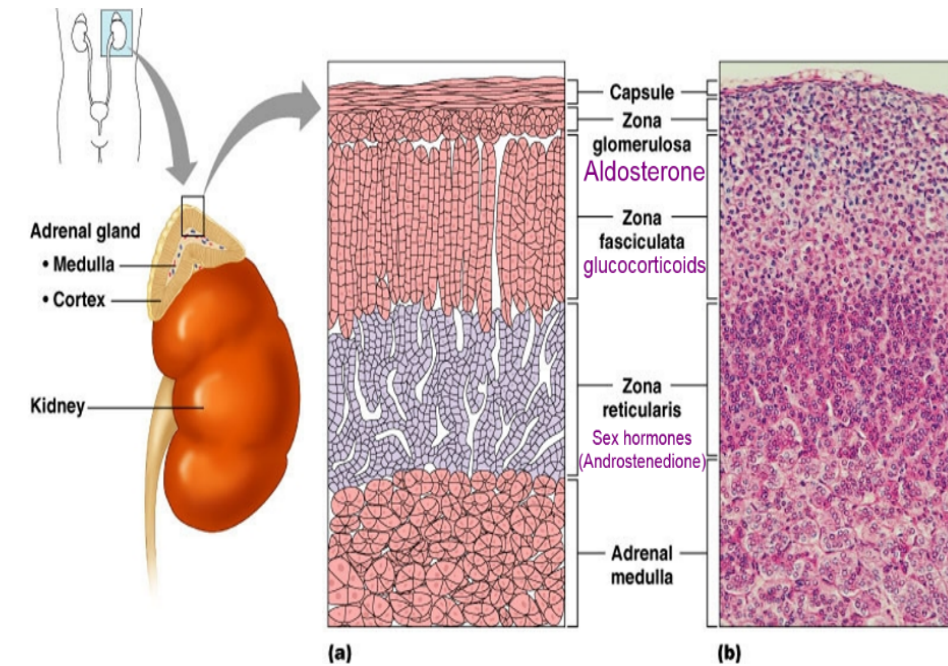 Adrenal gland
• Medulla
• Cortex
Kidney
Capsule
Zona
glomerulosa
Aldosterone
Zona
fasciculata
glucocorticoids
Zona
reticularis
Sex hormones
(Androstenedione)
Adrenal
medulla
(a)
(b)